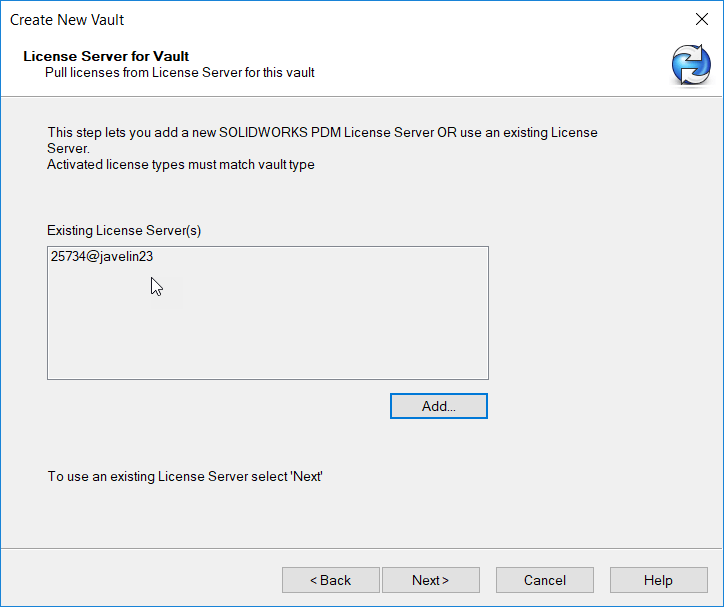 Create New Vault
License Server for Vault
Pull licenses from License Server for this vault
This step lets you add a new SOLIDWORKS PDM License Server OR use an existing License
Server.
Activated license types must match vault type
Existing License Server(s)
25734@javelin23
Add...
To use an existing License Server select 'Next'
< Back
Next >
Cancel
Help